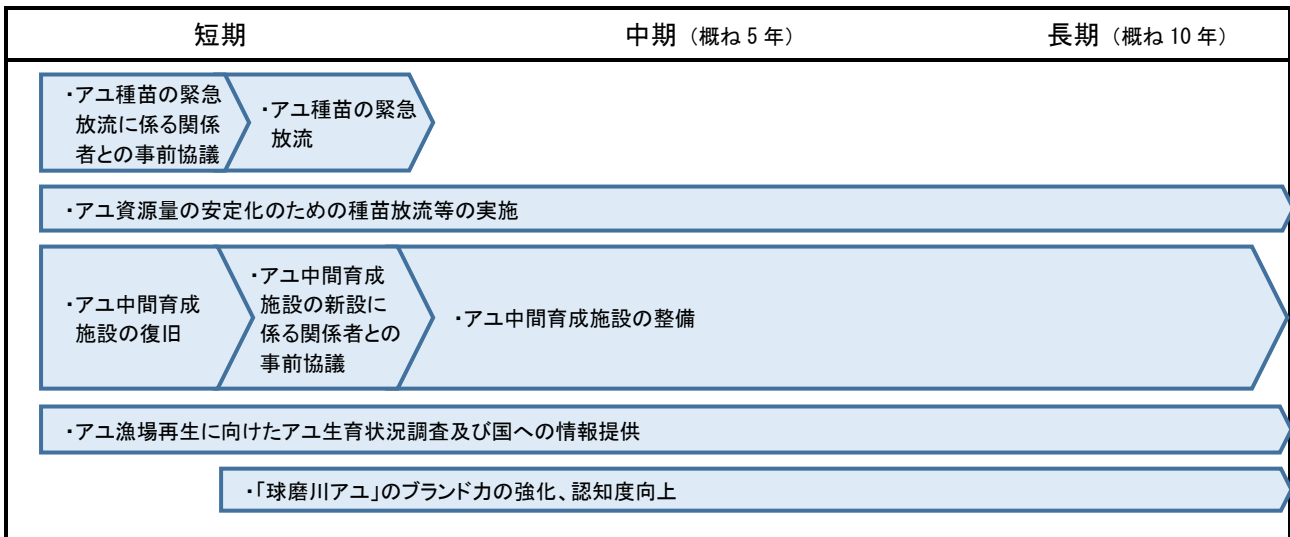 短期 中期（概ね５年） 長期（概ね 10 年）
・アユ種苗の緊急
放流に係る関係
者との事前協議
・アユ種苗の緊急
放流
・アユ資源量の安定化のための種苗放流等の実施
・アユ中間育成
施設の復旧
・アユ中間育成
施設の新設に
係る関係者との
事前協議
・アユ中間育成施設の整備
・アユ漁場再生に向けたアユ生育状況調査及び国への情報提供
・「球磨川アユ」のブランド力の強化、認知度向上